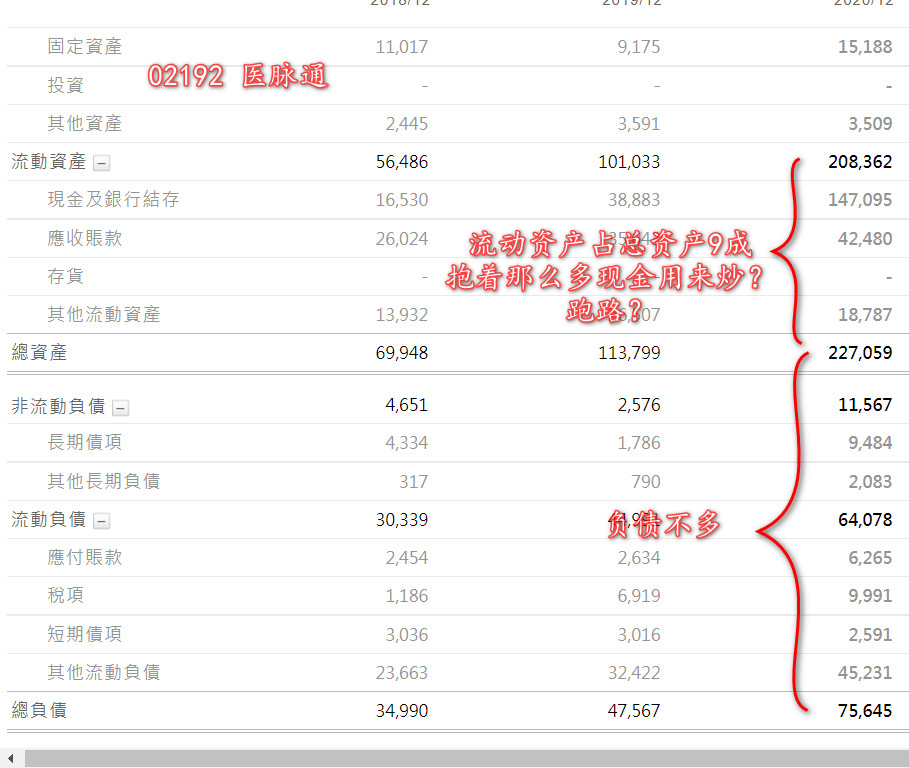 2018/12 2019/12 2020/12
固定資產 11,017 9,175 15,188
投資 - - -
02192 医脉通
其他資產 2,445 3,591 3,509
流動資產 56,486 101,033 208,362
現金及銀行結存 16,530 38,883 147,095
應收賬款 26,024 42,480
流动资产占总资产9成
存貨 - -
抱着那么多现金用来炒?
其他流動資產 13,932 18,787
跑路?
總資產 69,948 113,799 227,059
非流動負債 4,651 2,576 11,567
長期債項 4,334 1,786 9,484
其他長期負債 317 790 2,083
流動負債 30,339 64,078
负债不多
應付賬款 2,454 2,634 6,265
稅項 1,186 6,919 9,991
短期債項 3,036 3,016 2,591
其他流動負債 23,663 32,422 45,231
總負債 34,990 47,567 75,645